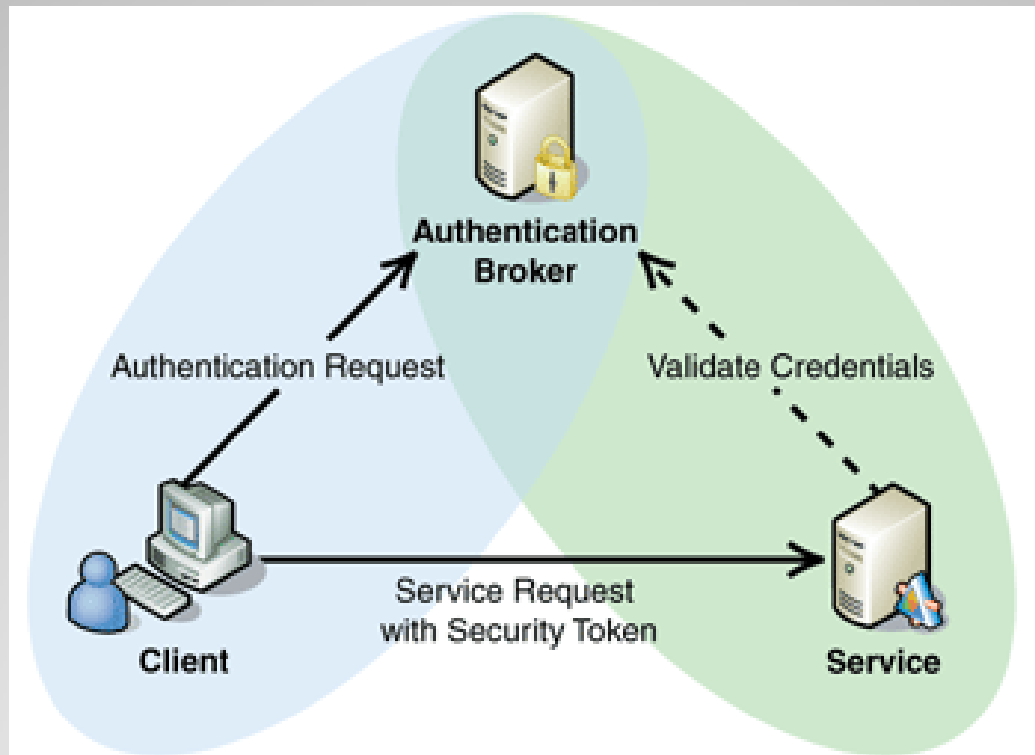 Authentication
Broker
Authentication Request
Validate Credentials
Service Request
with Security Token
Client
Service